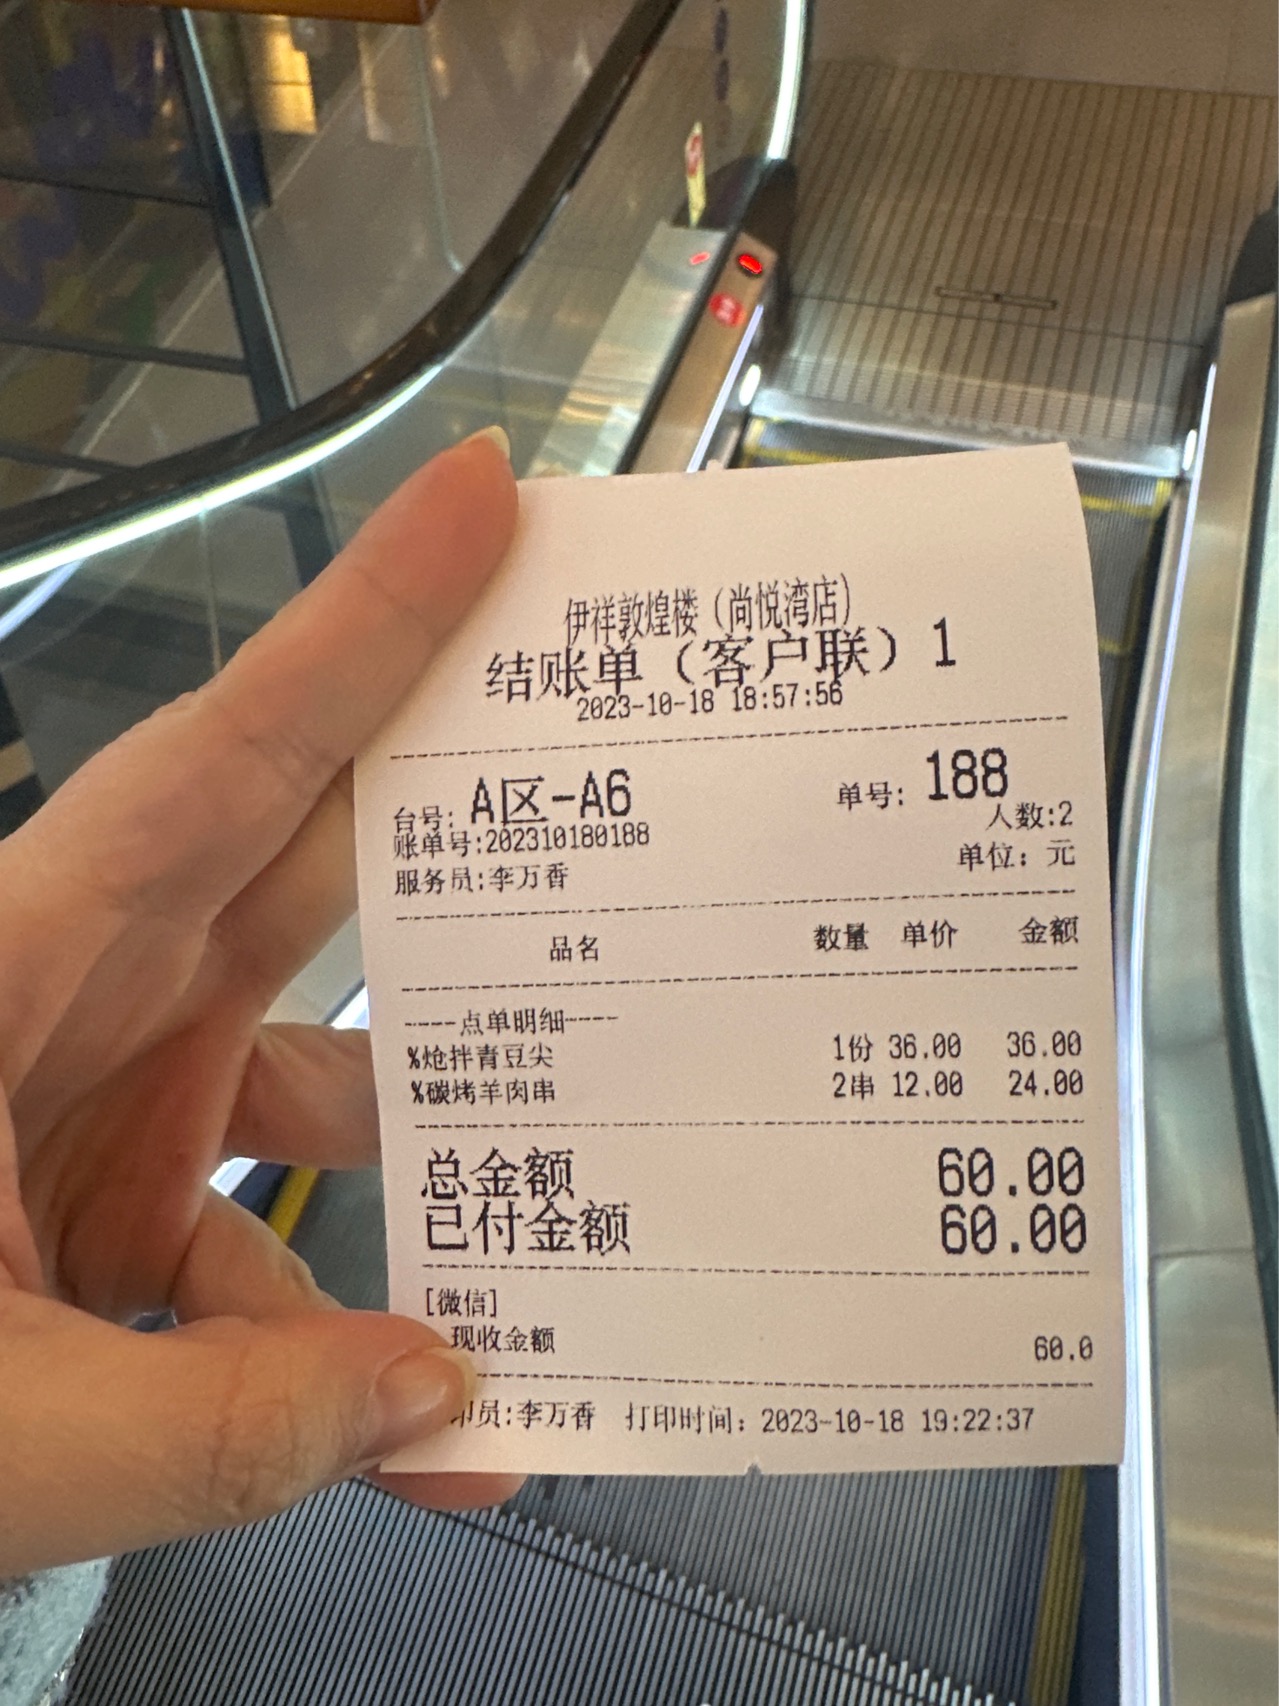 伊祥敦煌楼（尚悦湾店）
结账单（客户联）1
2023-10-18 18:57:56
台号: A区-A6 单号: 188
人数:2
账单号:202310180188
单位: 元
服务员:李万香
品名 数量 单价 金额
----点单明细----
%炝拌青豆尖 1份 36.00 36.00
%碳烤羊肉串 2串 12.00 24.00
总金额 60.00
已付金额 60.00
[微信]
现收金额 60.0
印员:李万香 打印时间: 2023-10-18 19:22:37